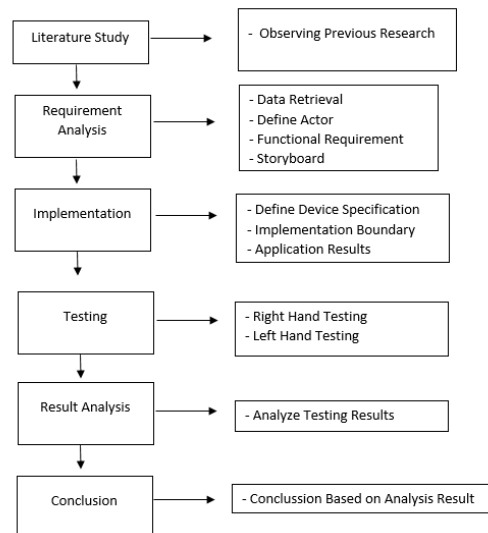 Literature Study
- Observing Previous Research
Requirement
Analysis
- Data Retrieval
- Define Actor
- Functional Requirement
- Storyboard
Implementation
- Define Device Specification
- Implementation Boundary
- Application Results
Testing
- Right Hand Testing
- Left Hand Testing
Result Analysis
- Analyze Testing Results
Conclusion
- Conclussion Based on Analysis Result